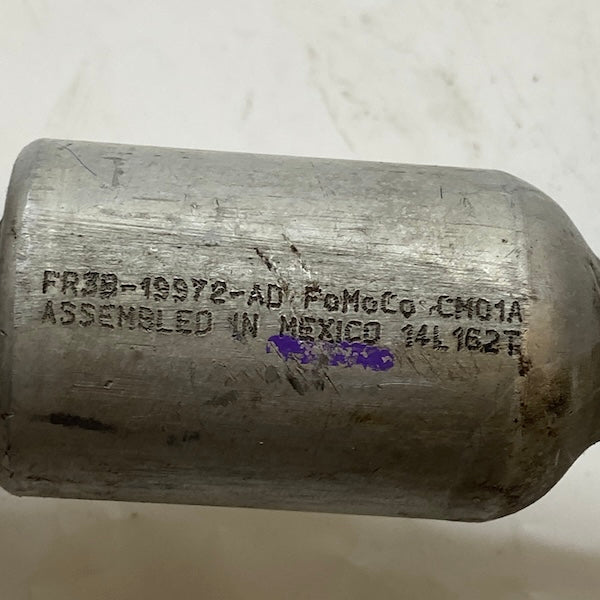 FR3B-19972-AD FoMoCo CM01A
ASSEMBLED IN MEXICO 14L162T